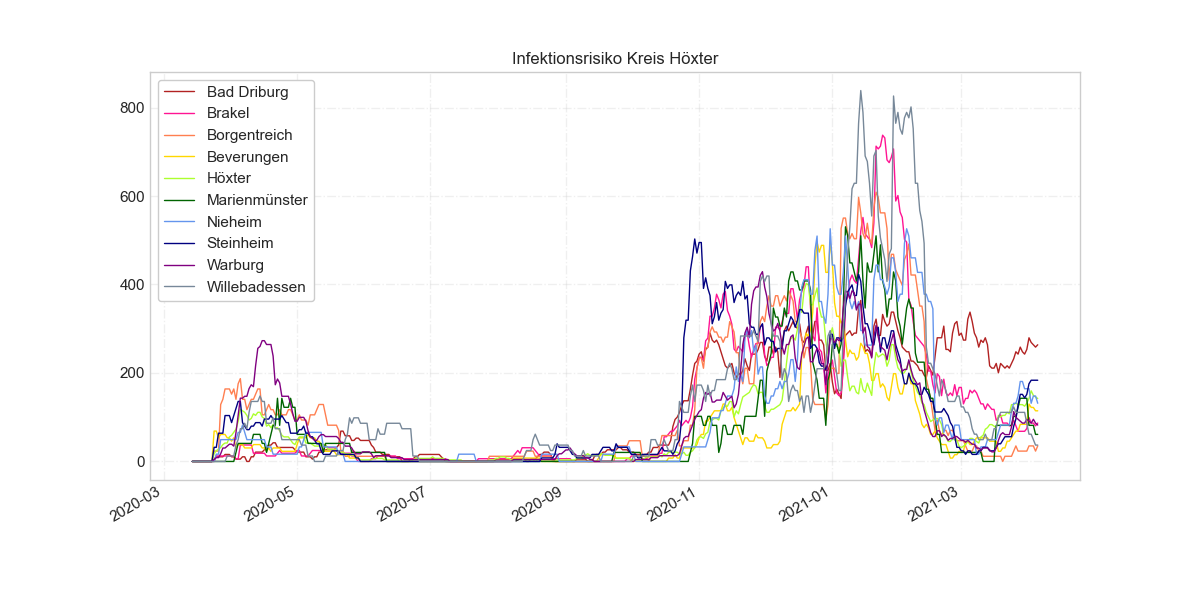 Infektionsrisiko Kreis Höxter
Bad Driburg
Brakel
Borgentreich
Beverungen
Höxter
Marienmünster
Nieheim
Steinheim
Warburg
Willebadessen
800
600
400
200
0
2020-03
2020-05
2020-07
2020-09
2020-11
2021-01
2021-03